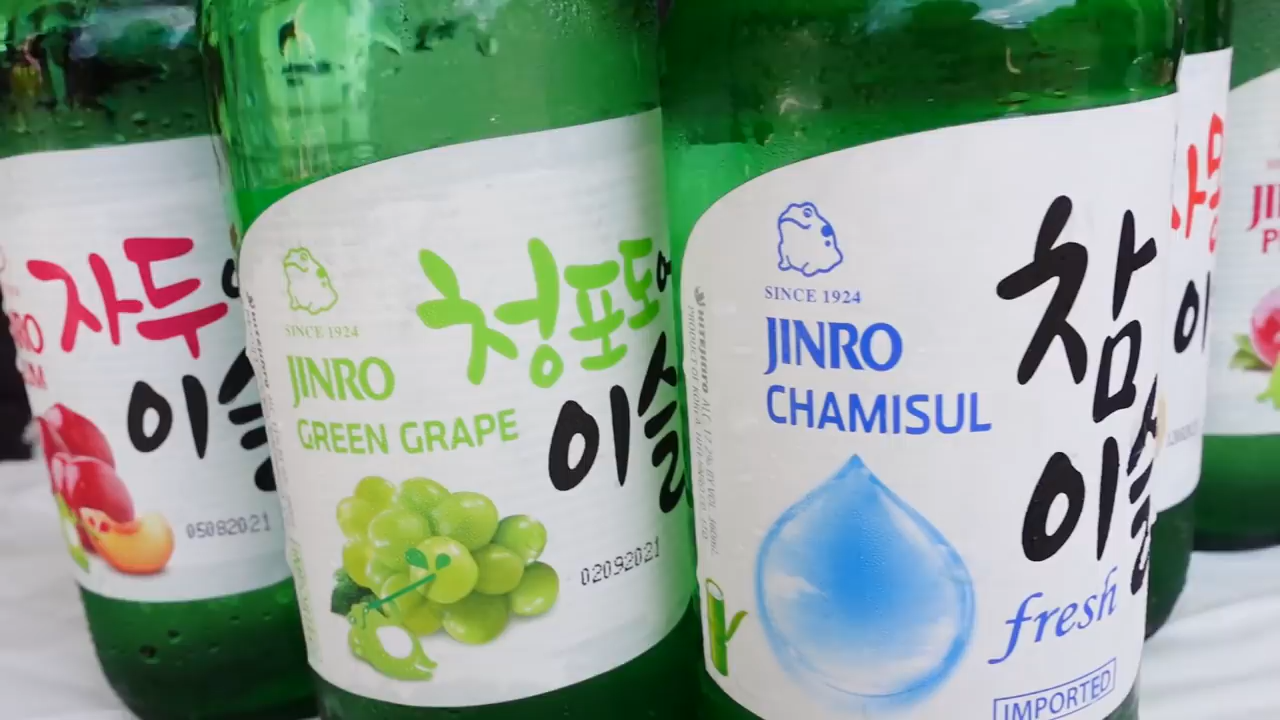 자두
이슬
05082021
SINCE 1924
JINRO
GREEN GRAPE
청포도
이슬
02092021
SINCE 1924
JINRO
CHAMISUL
참
이슬
fresh
IMPORTED